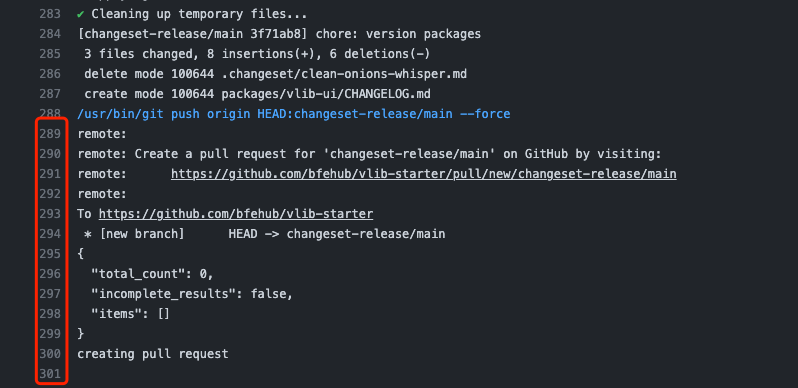 283 ✔ Cleaning up temporary files...
284 [changeset-release/main 3f71ab8] chore: version packages
285  3 files changed, 8 insertions(+), 6 deletions(-)
286  delete mode 100644 .changeset/clean-onions-whisper.md
287  create mode 100644 packages/vlib-ui/CHANGELOG.md
288 /usr/bin/git push origin HEAD:changeset-release/main --force
289 remote:
290 remote: Create a pull request for 'changeset-release/main' on GitHub by visiting:
291 remote:      https://github.com/bfehub/vlib-starter/pull/new/changeset-release/main
292 remote:
293 To https://github.com/bfehub/vlib-starter
294  * [new branch]      HEAD -> changeset-release/main
295 {
296   "total_count": 0,
297   "incomplete_results": false,
298   "items": []
299 }
300 creating pull request
301